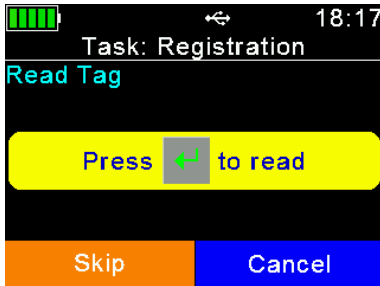 18:17
Task: Registration
Read Tag
Press ↵ to read
Skip
Cancel